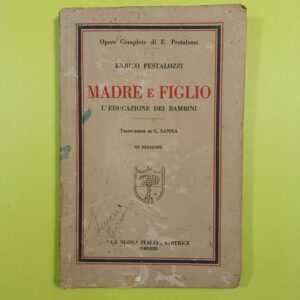 Opere Complete di E. Pestalozzi
ENRICO PESTALOZZI
MADRE E FIGLIO
L'EDUCAZIONE DEI BAMBINI
TRADUZIONE DI G. SANNA
III EDIZIONE
"LA NUOVA ITALIA" EDITRICE
FIRENZE